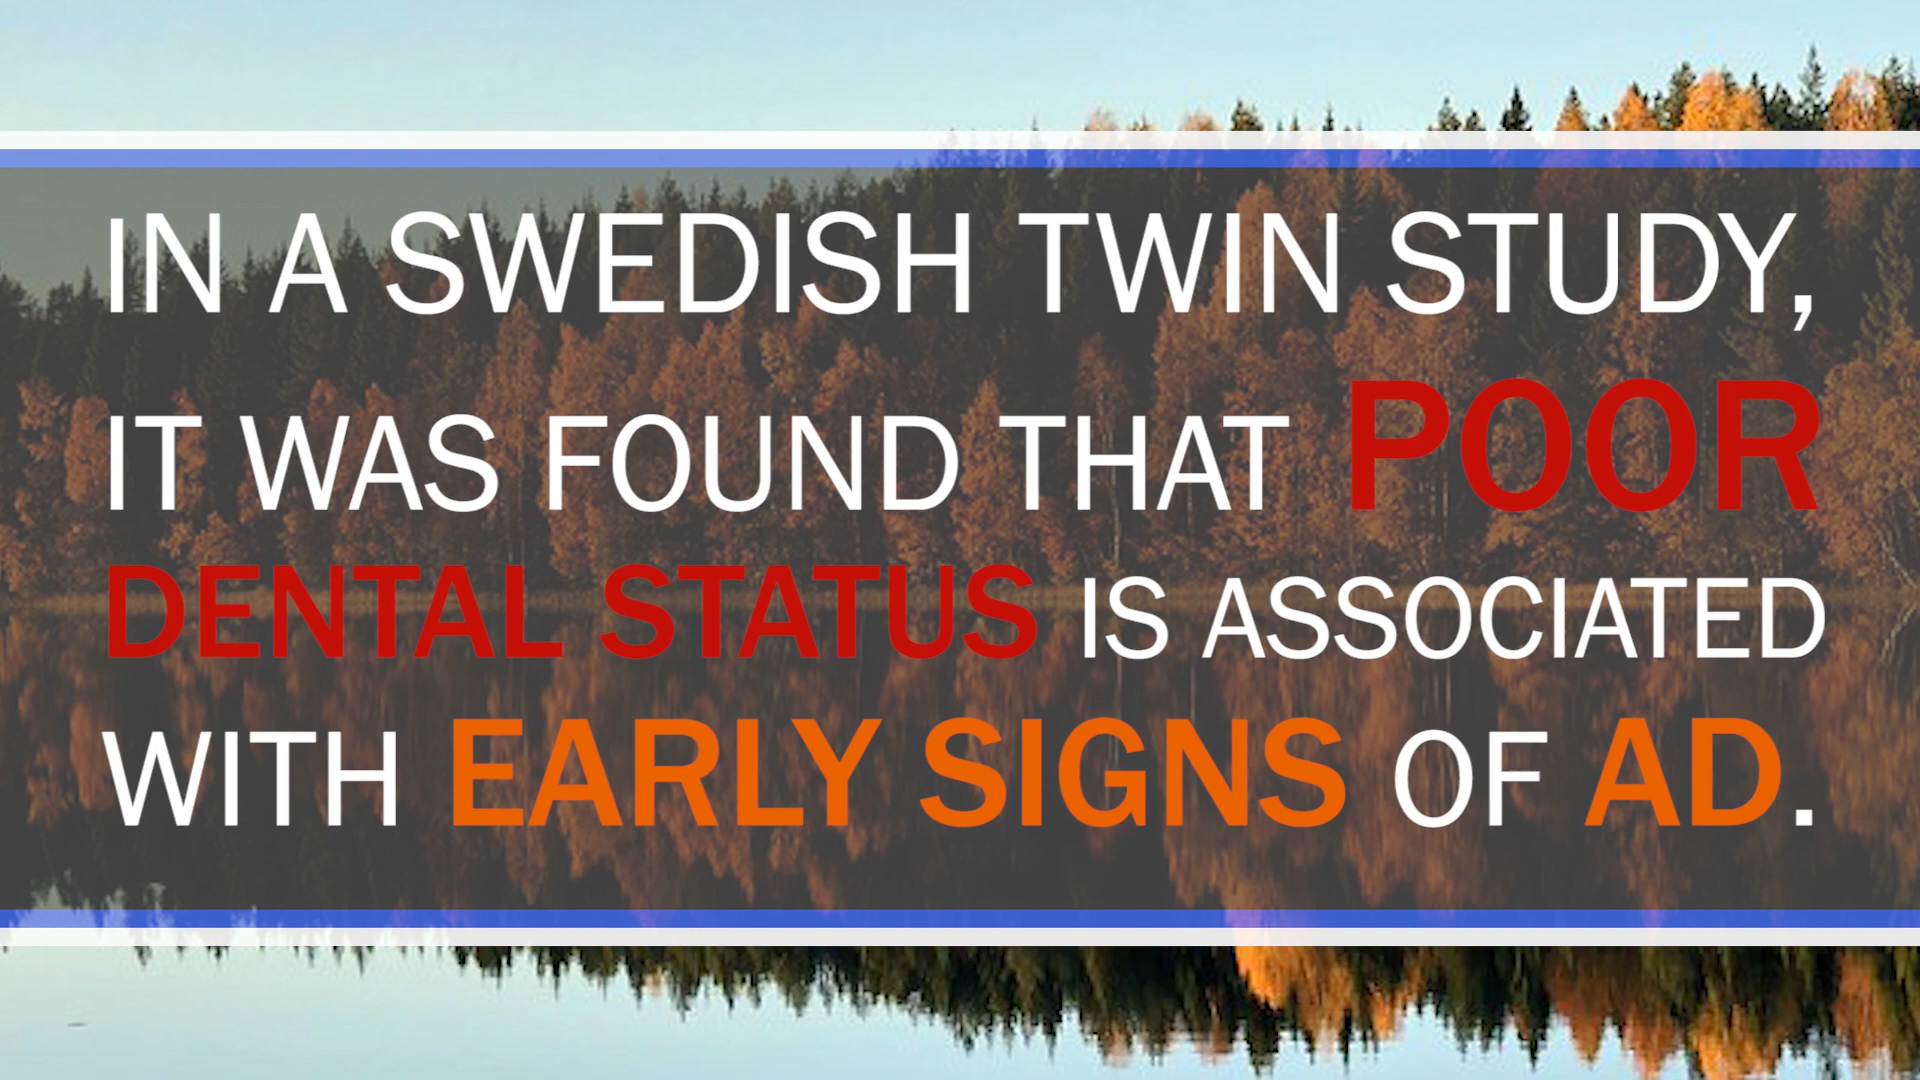 IN A SWEDISH TWIN STUDY,
IT WAS FOUND THAT POOR
DENTAL STATUS IS ASSOCIATED
WITH EARLY SIGNS OF AD.